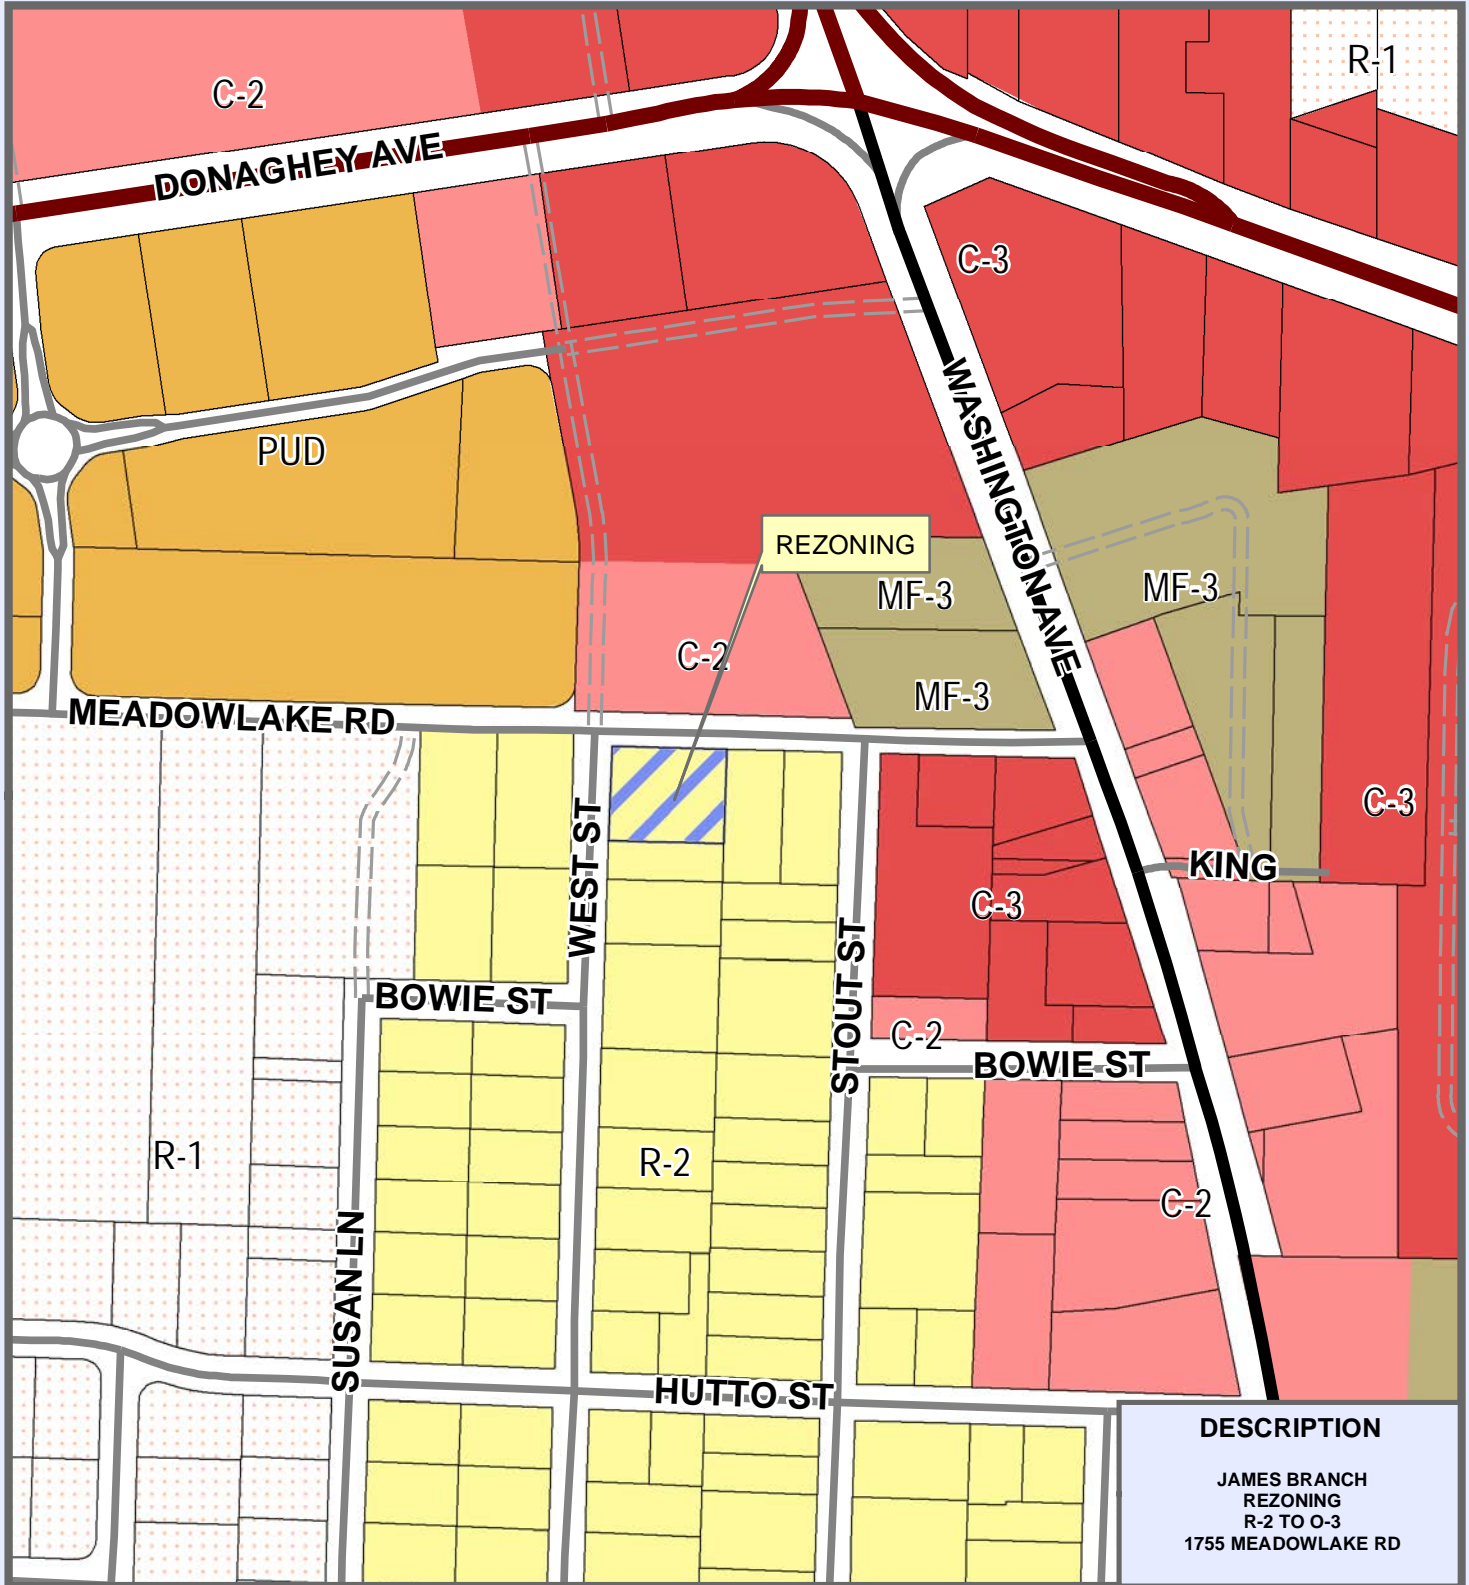 C-2
R-1
DONAGHEY AVE
C-3
WASHINGTON AVE
PUD
REZONING
MF-3
MF-3
C-2
MF-3
MEADOWLAKE RD
C-3
WEST ST
KING
C-3
STOUT ST
BOWIE ST
C-2
BOWIE ST
R-1
R-2
C-2
SUSAN LN
HUTTO ST
DESCRIPTION
JAMES BRANCH
REZONING
R-2 TO O-3
1755 MEADOWLAKE RD